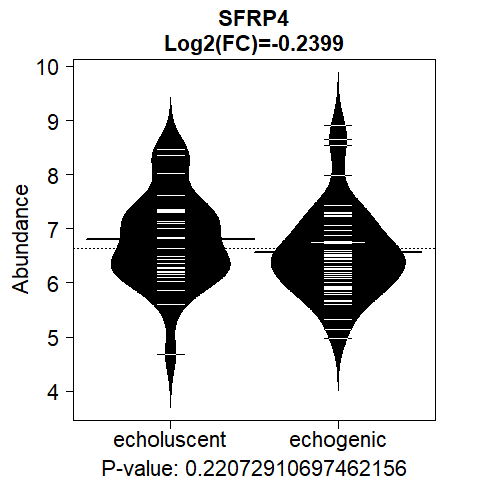 SFRP4
Log2(FC)=-0.2399
Abundance
10
9
8
7
6
5
4
echoluscent echogenic
P-value: 0.22072910697462156